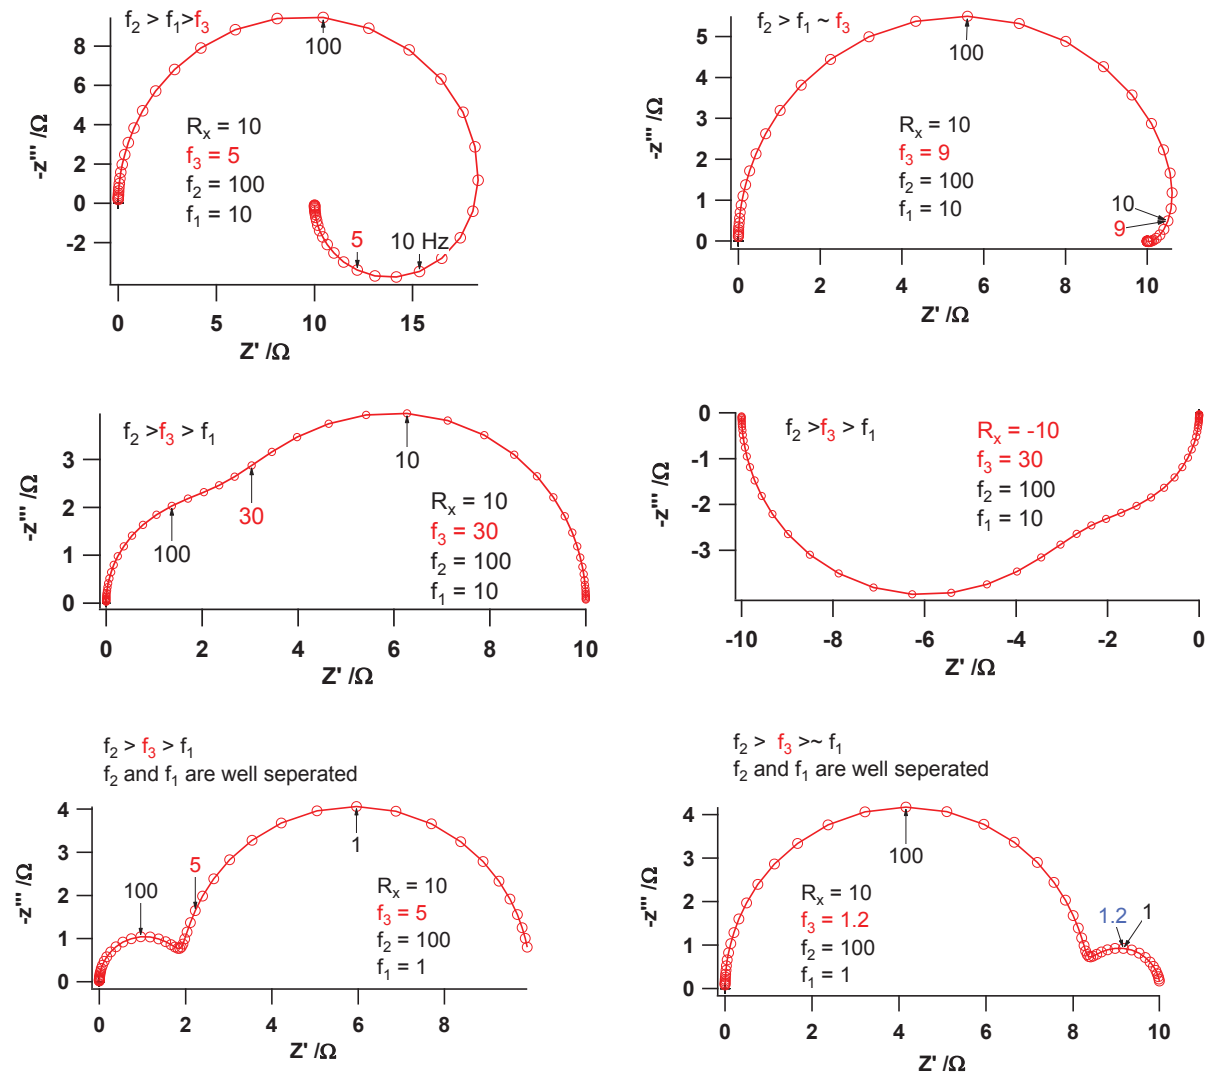 f2 > f1>f3
-z''' /Ω
8
6
4
2
0
-2
100
Rx = 10
f3 = 5
f2 = 100
f1 = 10
5
10 Hz
0
5
10
15
Z' /Ω
f2 > f1 ~ f3
-z''' /Ω
5
4
3
2
1
0
100
Rx = 10
f3 = 9
f2 = 100
f1 = 10
10
9
0
2
4
6
8
10
Z' /Ω
f2 >f3 > f1
-z''' /Ω
3
2
1
0
100
30
10
Rx = 10
f3 = 30
f2 = 100
f1 = 10
0
2
4
6
8
10
Z' /Ω
f2 >f3 > f1
-z''' /Ω
0
-1
-2
-3
Rx = -10
f3 = 30
f2 = 100
f1 = 10
-10
-8
-6
-4
-2
0
Z' /Ω
f2 > f3 > f1
f2 and f1 are well seperated
-z''' /Ω
4
3
2
1
0
100
5
1
Rx = 10
f3 = 5
f2 = 100
f1 = 1
0
2
4
6
8
Z' /Ω
f2 > f3 >~ f1
f2 and f1 are well seperated
-z''' /Ω
4
3
2
1
0
100
Rx = 10
f3 = 1.2
f2 = 100
f1 = 1
1.2
1
0
2
4
6
8
10
Z' /Ω